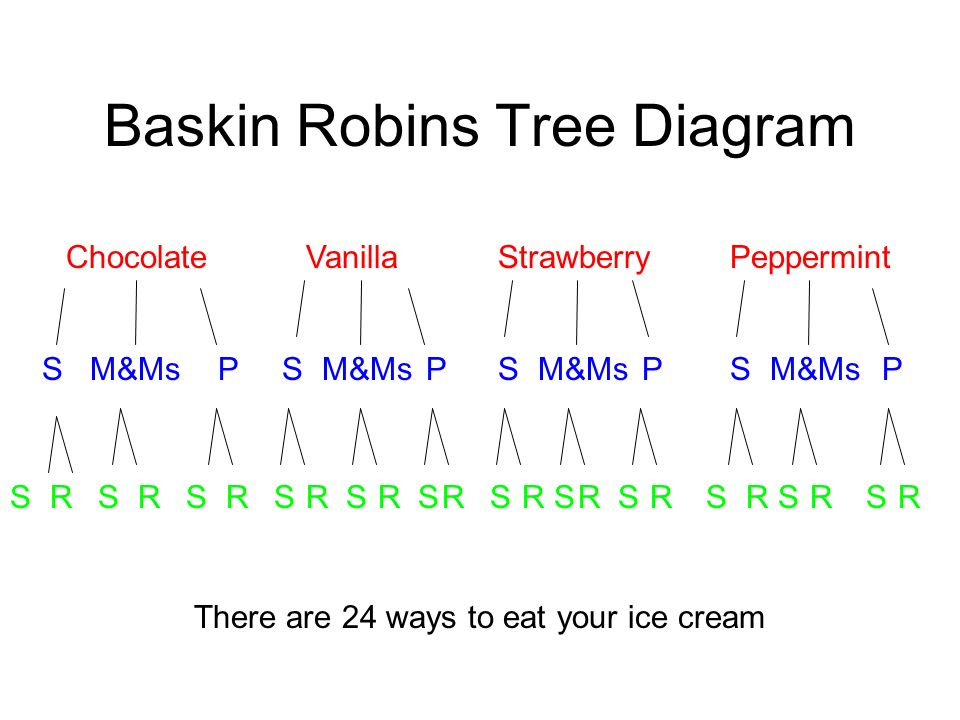 Baskin Robins Tree Diagram
Chocolate Vanilla Strawberry Peppermint
S M&Ms P S M&Ms P S M&Ms P S M&Ms P
S R S R S R S R S R SR S R SR S R S R S R S R
There are 24 ways to eat your ice cream